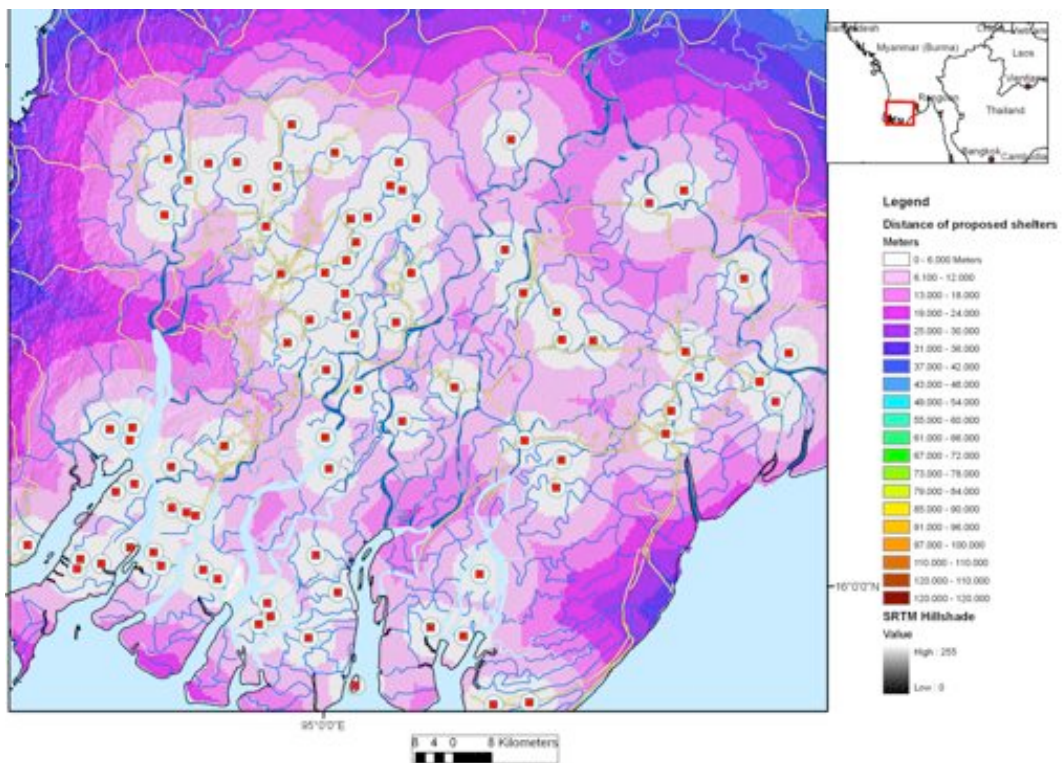 Myanmar (Burma)
Laos
Vientiane
Thailand
Bangkok
Cambodia
Legend
Distance of proposed shelters
Meters
0 - 6.000 Meters
6.100 - 12.000
13.000 - 18.000
19.000 - 24.000
25.000 - 30.000
31.000 - 36.000
37.000 - 42.000
43.000 - 48.000
49.000 - 54.000
55.000 - 60.000
61.000 - 66.000
67.000 - 72.000
73.000 - 78.000
79.000 - 84.000
85.000 - 90.000
91.000 - 96.000
97.000 - 100.000
110.000 - 110.000
120.000 - 110.000
120.000 - 120.000
SRTM Hillshade
Value
High : 255
Low : 0
16°0'0"N
95°0'0"E
8 4 0 8 Kilometers